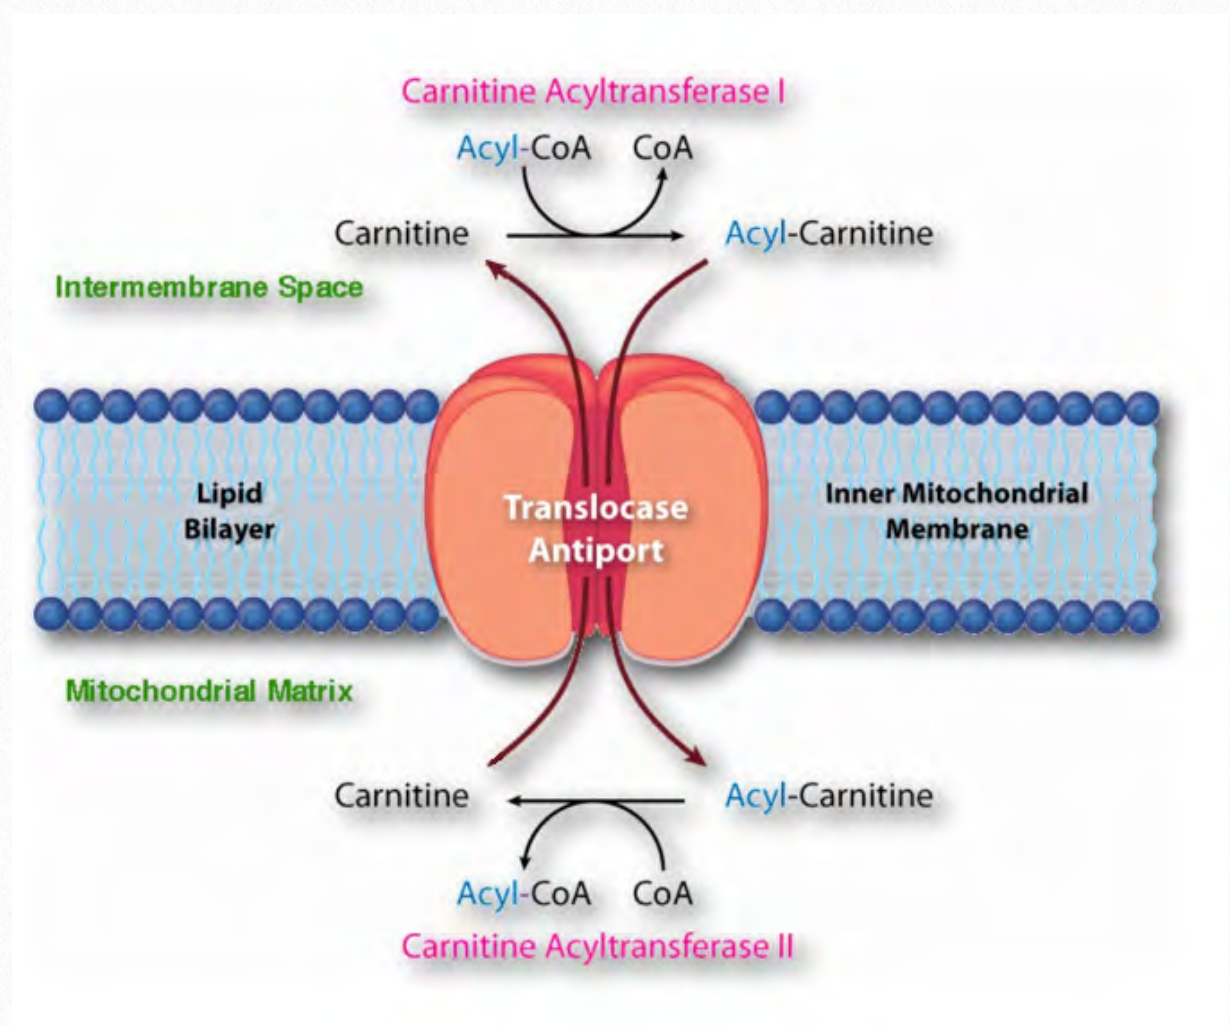 Carnitine Acyltransferase I
Acyl-CoA CoA
Carnitine Acyl-Carnitine
Intermembrane Space
Lipid
Bilayer
Translocase
Antiport
Inner Mitochondrial
Membrane
Mitochondrial Matrix
Carnitine Acyl-Carnitine
Acyl-CoA CoA
Carnitine Acyltransferase II